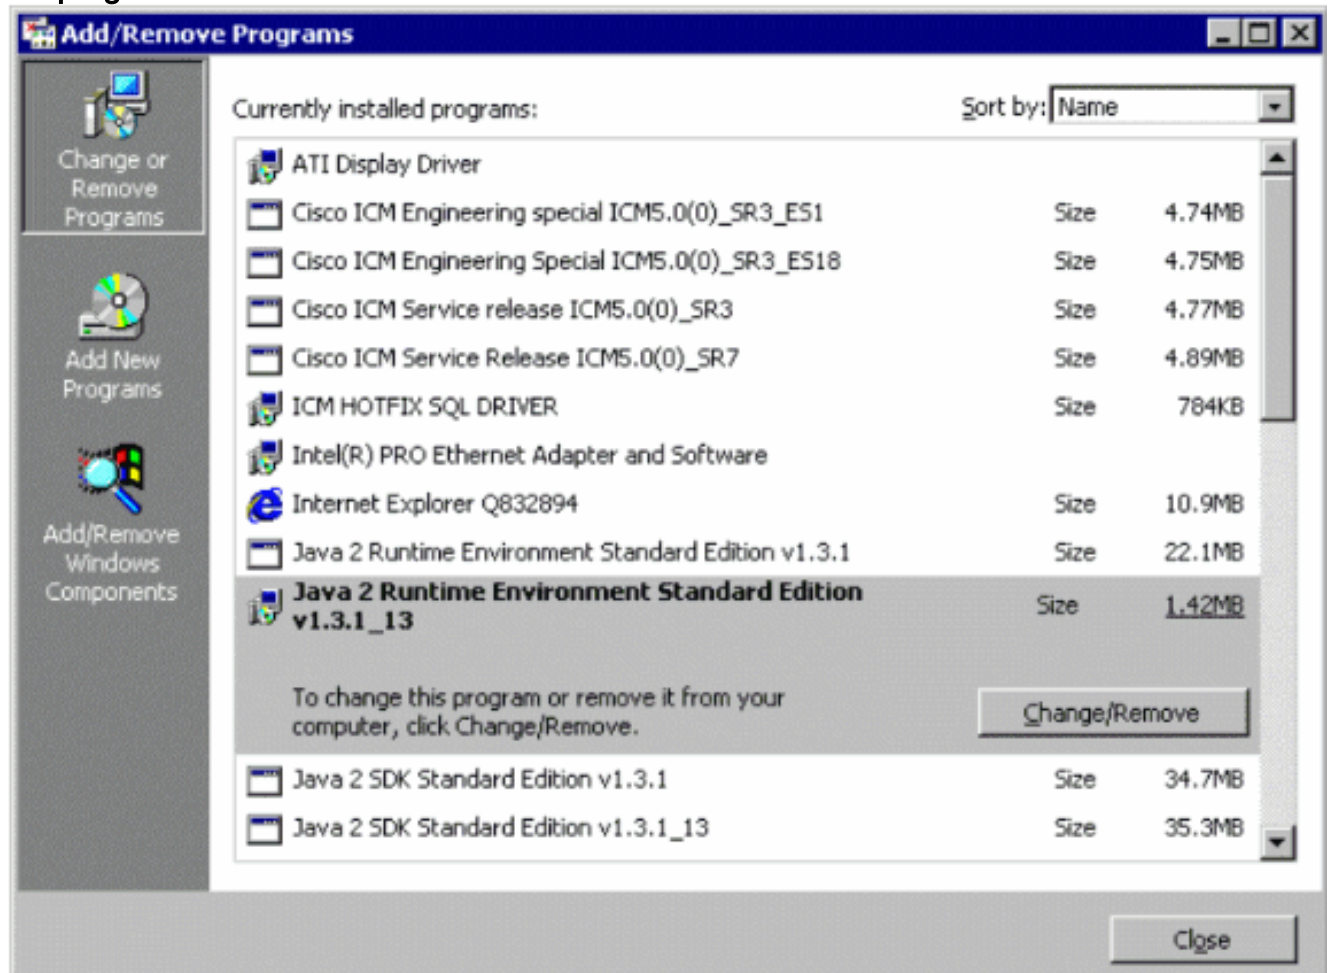 Add/Remove Programs
Change or
Remove
Programs
Add New
Programs
Add/Remove
Windows
Components
Currently installed programs:
Sort by: Name
ATI Display Driver
Cisco ICM Engineering special ICM5.0(0)_SR3_ES1 Size 4.74MB
Cisco ICM Engineering Special ICM5.0(0)_SR3_ES18 Size 4.75MB
Cisco ICM Service release ICM5.0(0)_SR3 Size 4.77MB
Cisco ICM Service Release ICM5.0(0)_SR7 Size 4.89MB
ICM HOTFIX SQL DRIVER Size 784KB
Intel(R) PRO Ethernet Adapter and Software
Internet Explorer Q832894 Size 10.9MB
Java 2 Runtime Environment Standard Edition v1.3.1 Size 22.1MB
Java 2 Runtime Environment Standard Edition
v1.3.1_13 Size 1.42MB
To change this program or remove it from your
computer, click Change/Remove.
Change/Remove
Java 2 SDK Standard Edition v1.3.1 Size 34.7MB
Java 2 SDK Standard Edition v1.3.1_13 Size 35.3MB
Close